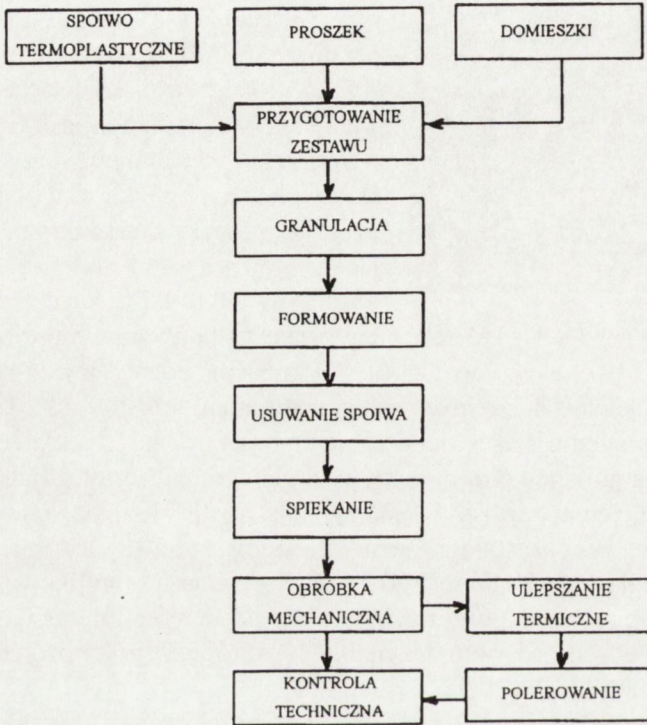 SPOIWO
TERMOPLASTYCZNE
PROSZEK
DOMIESZKI
PRZYGOTOWANIE
ZESTAWU
GRANULACJA
FORMOWANIE
USUWANIE SPOIWA
SPIEKANIE
OBRÓBKA
MECHANICZNA
ULEPSZANIE
TERMICZNE
KONTROLA
TECHNICZNA
POLEROWANIE